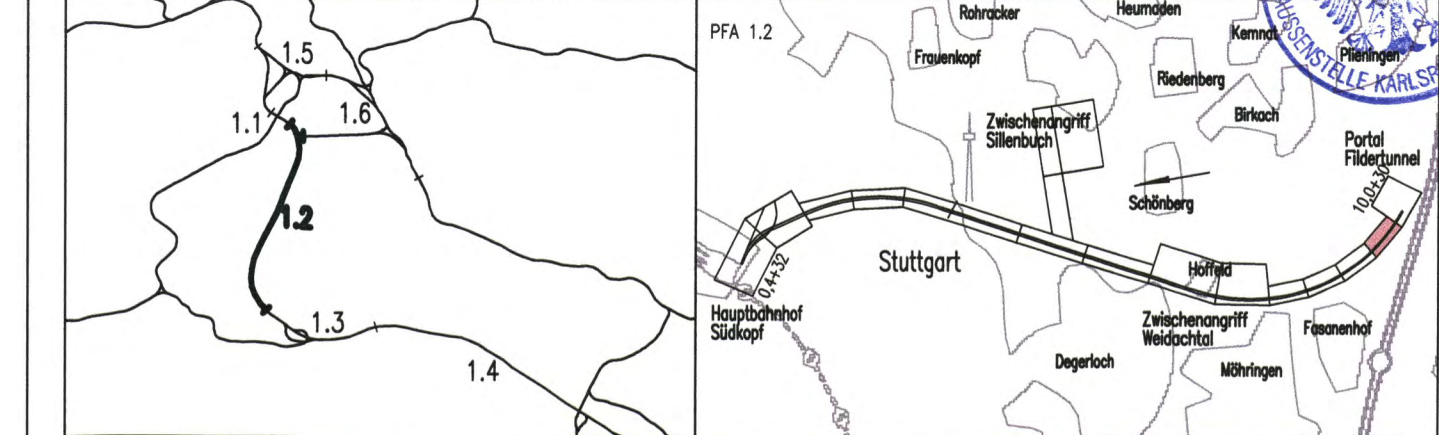 1.5
1.1
1.6
1.2
1.3
1.4
PFA 1.2
Rohracker
Heumaden
Frauenkopf
Kemnat
Plieningen
Riedenberg
Birkach
Zwischenangriff
Sillenbuch
Portal
Fildertunnel
10,0+30
Schönberg
Stuttgart
Hoffeld
0,4+32
Hauptbahnhof
Südkopf
Zwischenangriff
Weidachtal
Fasanenhof
Degerloch
Möhringen
USSENSTELLE KARLSR